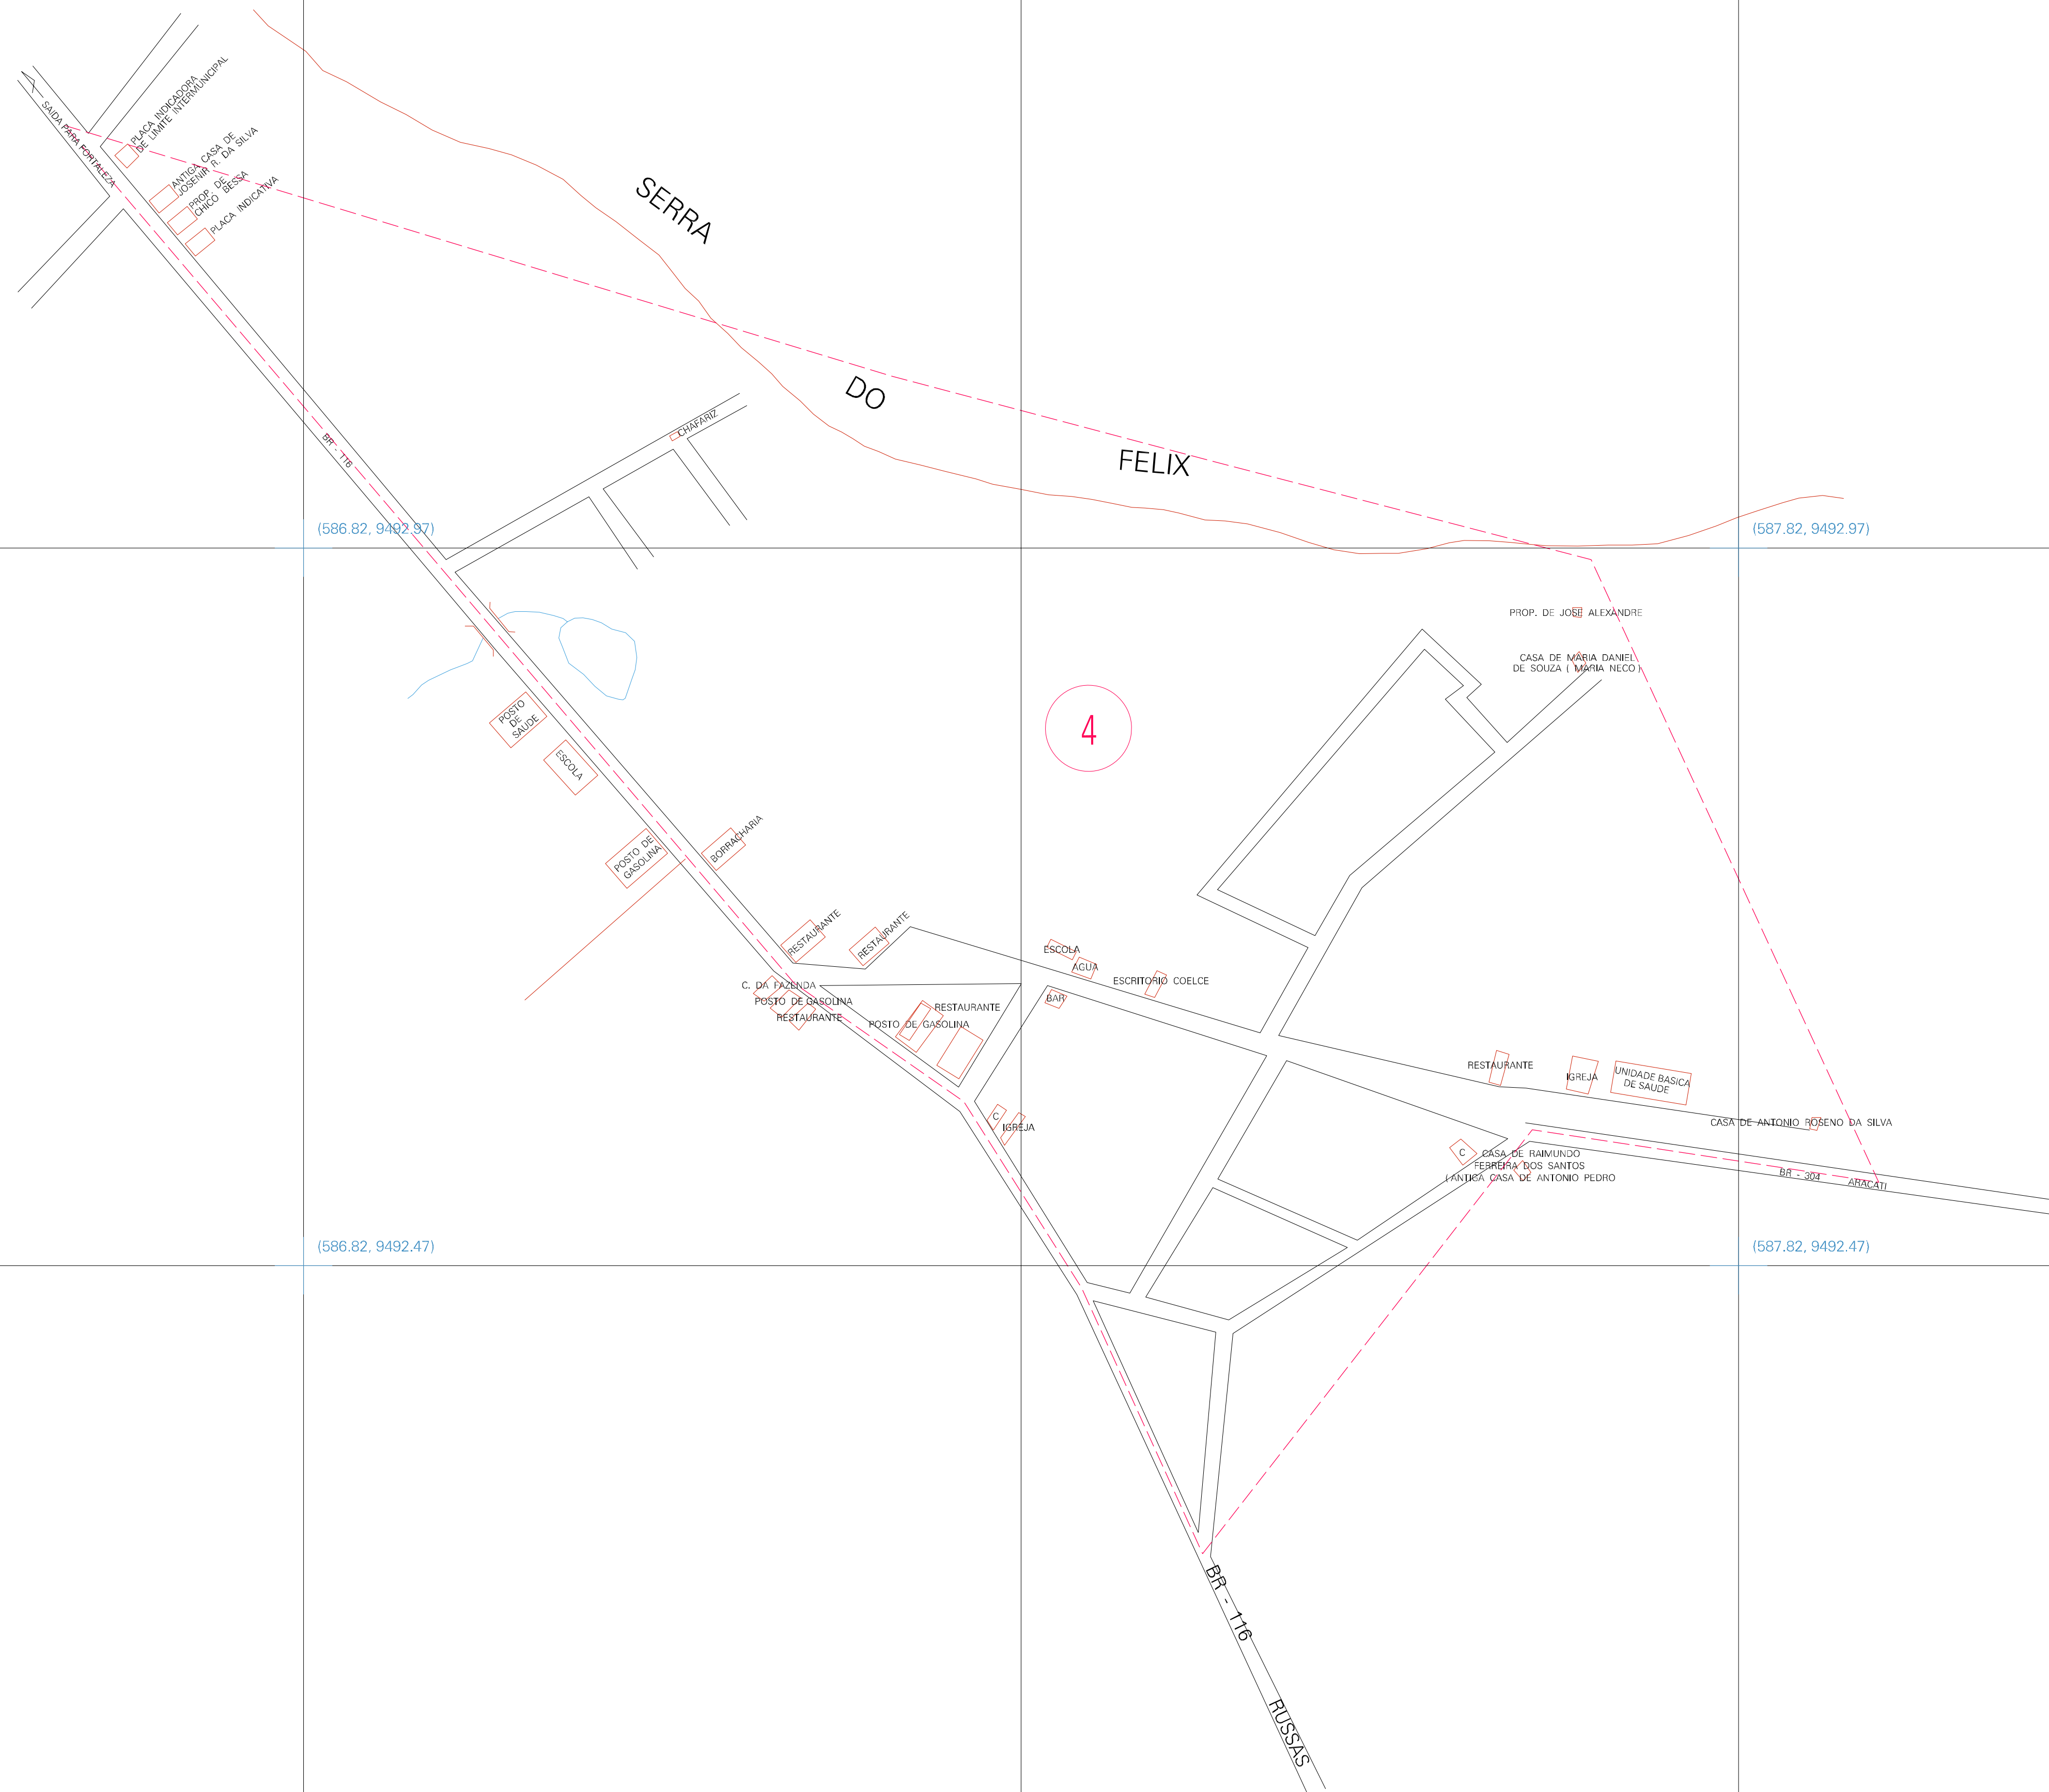 PLACA INDICADORA
DE LIMITE INTERMUNICIPAL
SAIDA PARA FORTALEZA
ANTIGA CASA DE
JOSENIR R. DA SILVA
PROP. DE
CHICO BESSA
PLACA INDICATIVA
SERRA
DO
FELIX
CHAFARIZ
BR - 116
(586.82, 9492.97)
(587.82, 9492.97)
PROP. DE JOSE ALEXANDRE
CASA DE MARIA DANIEL
DE SOUZA ( MARIA NECO )
POSTO
DE
SAUDE
4
ESCOLA
BORRACHARIA
POSTO DE
GASOLINA
RESTAURANTE
RESTAURANTE
ESCOLA
AGUA
ESCRITORIO COELCE
C. DA FAZENDA
POSTO DE GASOLINA
RESTAURANTE
BAR
RESTAURANTE
POSTO DE GASOLINA
RESTAURANTE
IGREJA
UNIDADE BASICA
DE SAUDE
C
IGREJA
CASA DE ANTONIO ROSENO DA SILVA
C
CASA DE RAIMUNDO
FERREIRA DOS SANTOS
( ANTIGA CASA DE ANTONIO PEDRO
BR - 304
ARACATI
(586.82, 9492.47)
(587.82, 9492.47)
BR - 116
RUSSAS